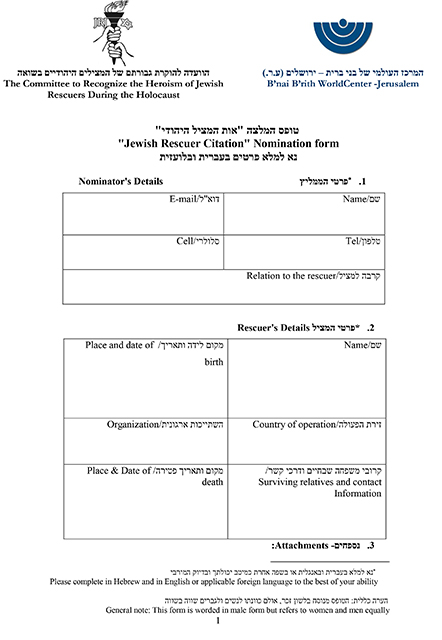 הוועדה להוקרת גבורתם של המצילים היהודיים בשואה
The Committee to Recognize the Heroism of Jewish
Rescuers During the Holocaust
המרכז העולמי של בני ברית – ירושלים (ע.ר.)
B'nai B'rith WorldCenter -Jerusalem
טופס המלצה "אות המציל היהודי"
"Jewish Rescuer Citation" Nomination form
נא למלא פרטים בעברית ובלועזית
1. *פרטי הממליץ Nominator's Details
שם/Name דוא"ל/E-mail
טלפון/Tel סלולרי/Cell
קרבה למציל/Relation to the rescuer
2. *פרטי המציל Rescuer's Details
שם/Name מקום לידה ותאריך/ Place and date of
birth
זירת הפעולה/Country of operation השתייכות ארגונית/Organization
קרובי משפחה שבחיים ודרכי קשר/ מקום ותאריך פטירה/ Place & Date of
Surviving relatives and contact death
Information
3. נספחים- Attachments:
*נא למלא בעברית ובאנגלית או בשפה אחרת כמיטב יכולתך ובדיוק המירבי
Please complete in Hebrew and in English or applicable foreign language to the best of your ability
הערה כללית: הטופס מנוסח בלשון זכר, אולם כוונתו לנשים ולגברים שווה בשווה
General note: This form is worded in male form but refers to women and men equally
1